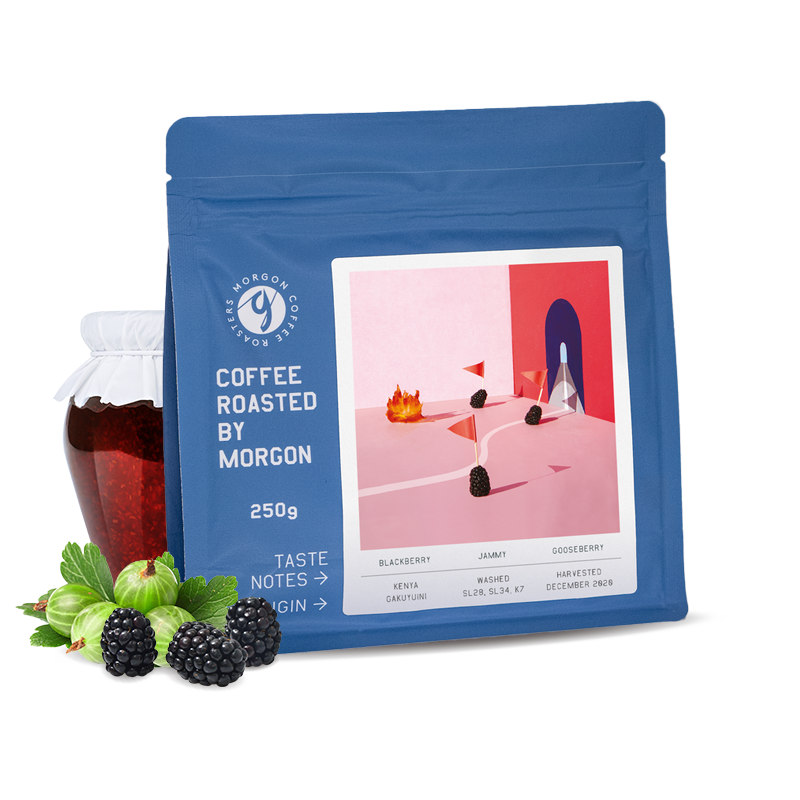 MORGON COFFEE ROASTERS
COFFEE
ROASTED
BY
MORGON
250g
TASTE
NOTES →
IGIN →
BLACKBERRY JAMMY GOOSEBERRY
KENYA WASHED HARVESTED
GAKUYUINI SL28, SL34, K7 DECEMBER 2020